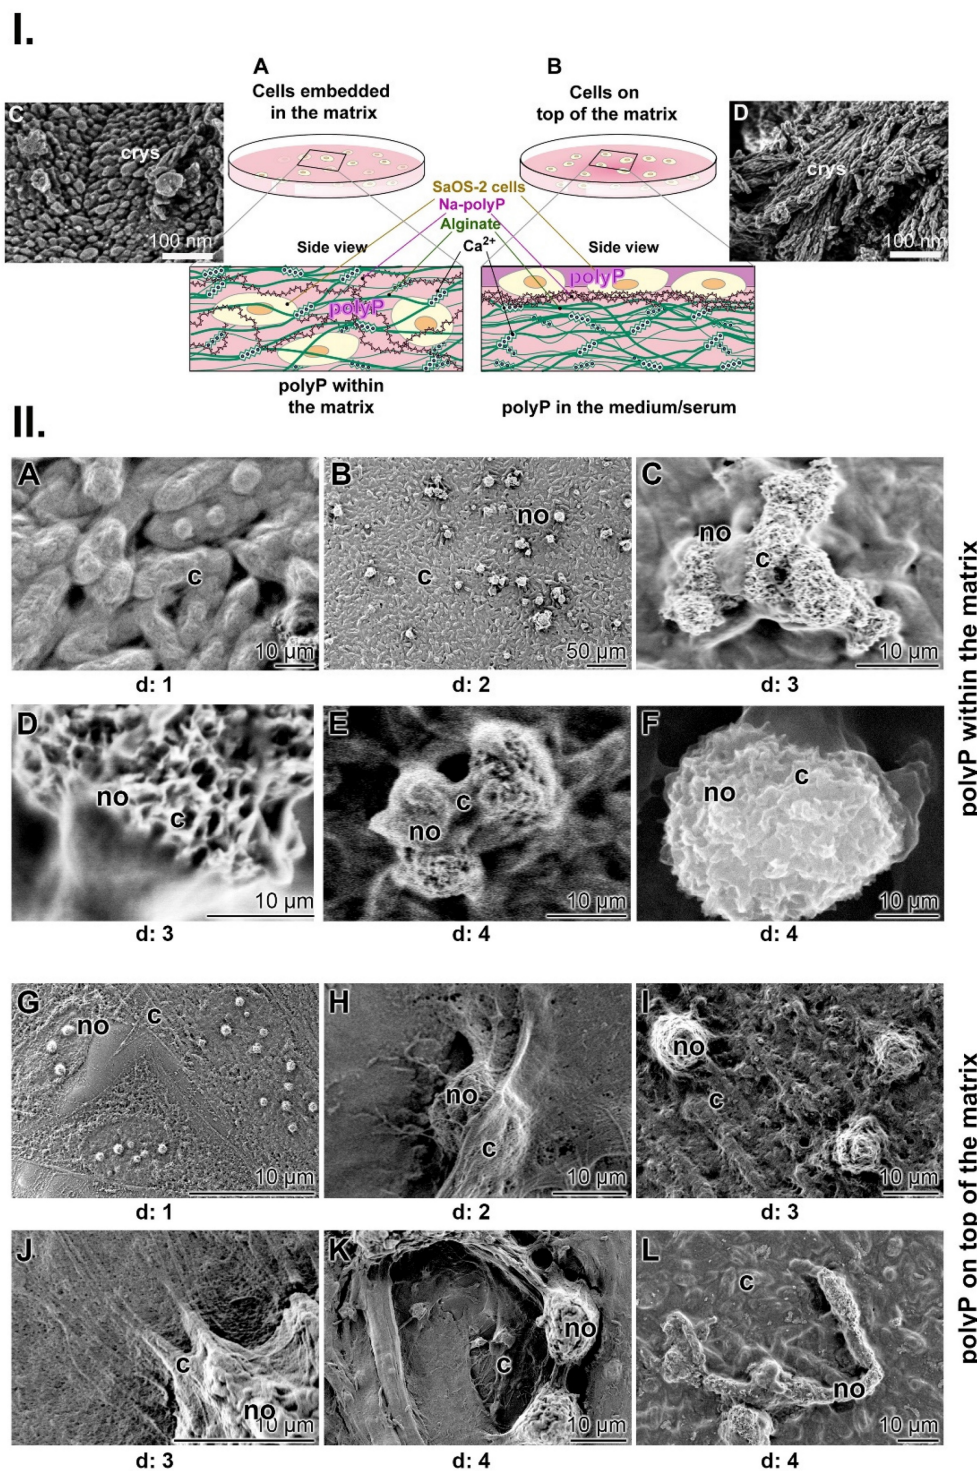 I.
A
Cells embedded
in the matrix
B
Cells on
top of the matrix
C
crys
100 nm
D
crys
100 nm
SaOS-2 cells
Na-polyP
Alginate
Ca2+
Side view
Side view
polyP
polyP
polyP within
the matrix
polyP in the medium/serum
II.
A
c
10 µm
d: 1
B
no
c
50 µm
d: 2
C
no
c
10 µm
d: 3
D
no
c
10 µm
d: 3
E
c
no
10 µm
d: 4
F
c
no
10 µm
d: 4
polyP within the matrix
G
no
c
10 µm
d: 1
H
no
c
10 µm
d: 2
I
no
c
10 µm
d: 3
J
c
no
10 µm
d: 3
K
no
c
10 µm
d: 4
L
c
no
10 µm
d: 4
polyP on top of the matrix